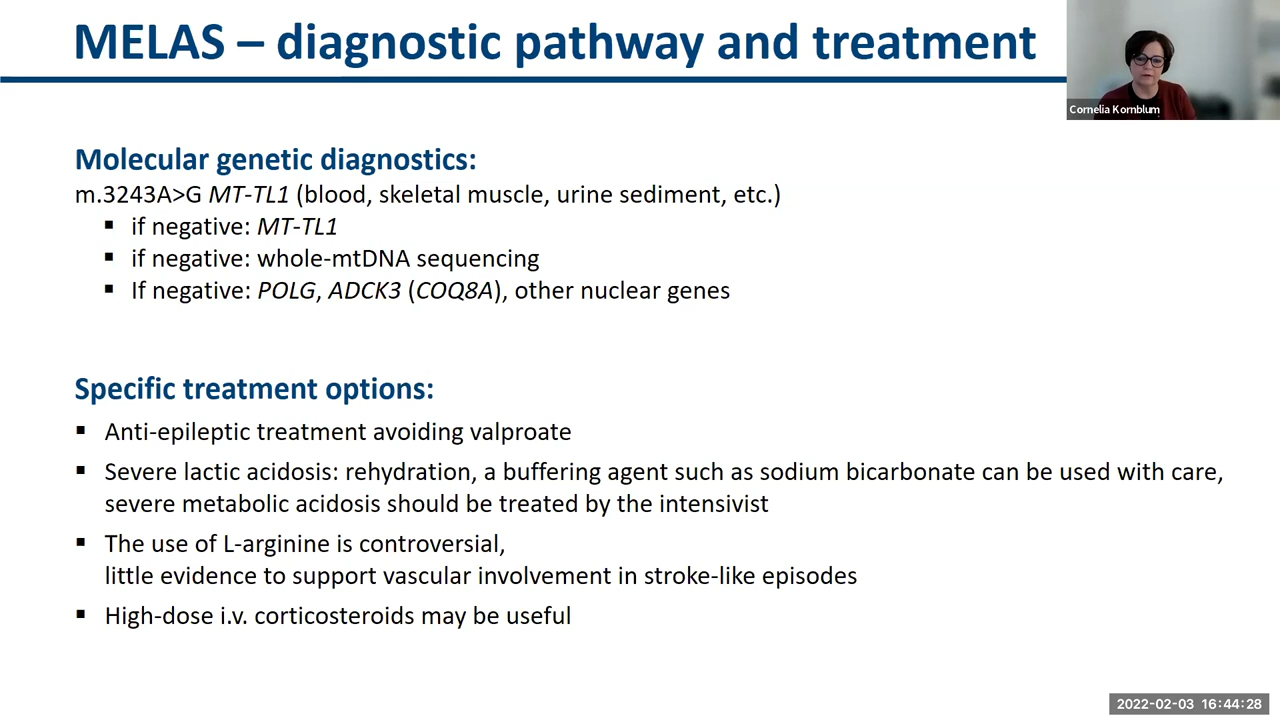 MELAS – diagnostic pathway and treatment
Cornelia Kornblum
Molecular genetic diagnostics:
m.3243A>G MT-TL1 (blood, skeletal muscle, urine sediment, etc.)
▪ if negative: MT-TL1
▪ if negative: whole-mtDNA sequencing
▪ If negative: POLG, ADCK3 (COQ8A), other nuclear genes
Specific treatment options:
▪ Anti-epileptic treatment avoiding valproate
▪ Severe lactic acidosis: rehydration, a buffering agent such as sodium bicarbonate can be used with care,
severe metabolic acidosis should be treated by the intensivist
▪ The use of L-arginine is controversial,
little evidence to support vascular involvement in stroke-like episodes
▪ High-dose i.v. corticosteroids may be useful
2022-02-03 16:44:28